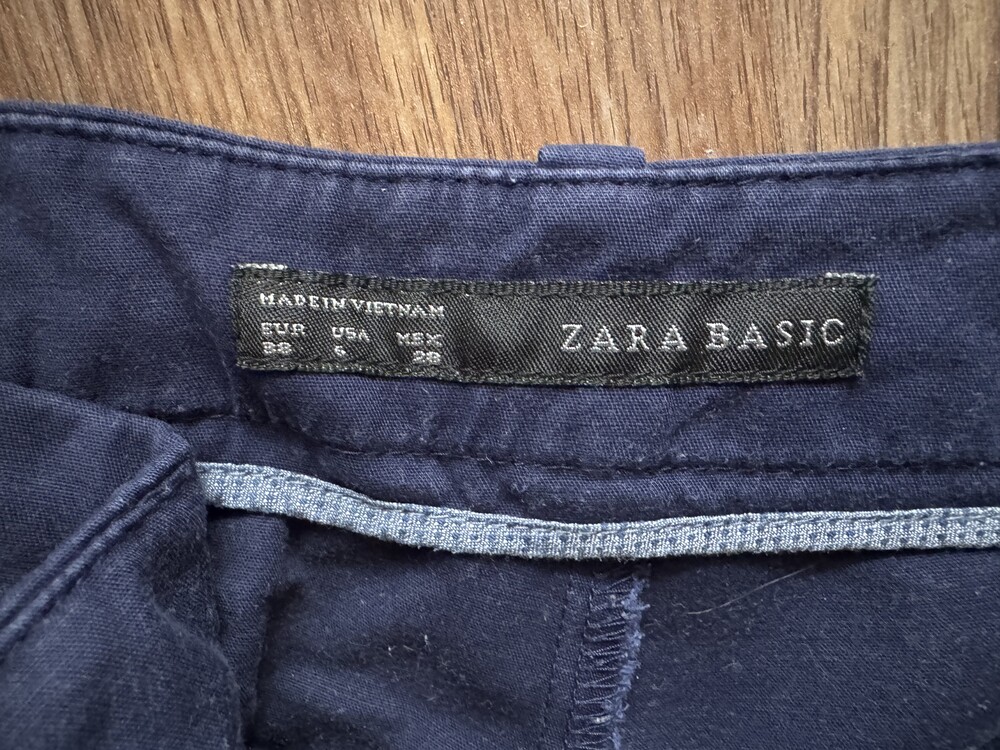 MADE IN VIETNAM
EUR USA MEX
38 6 28
ZARA BASIC